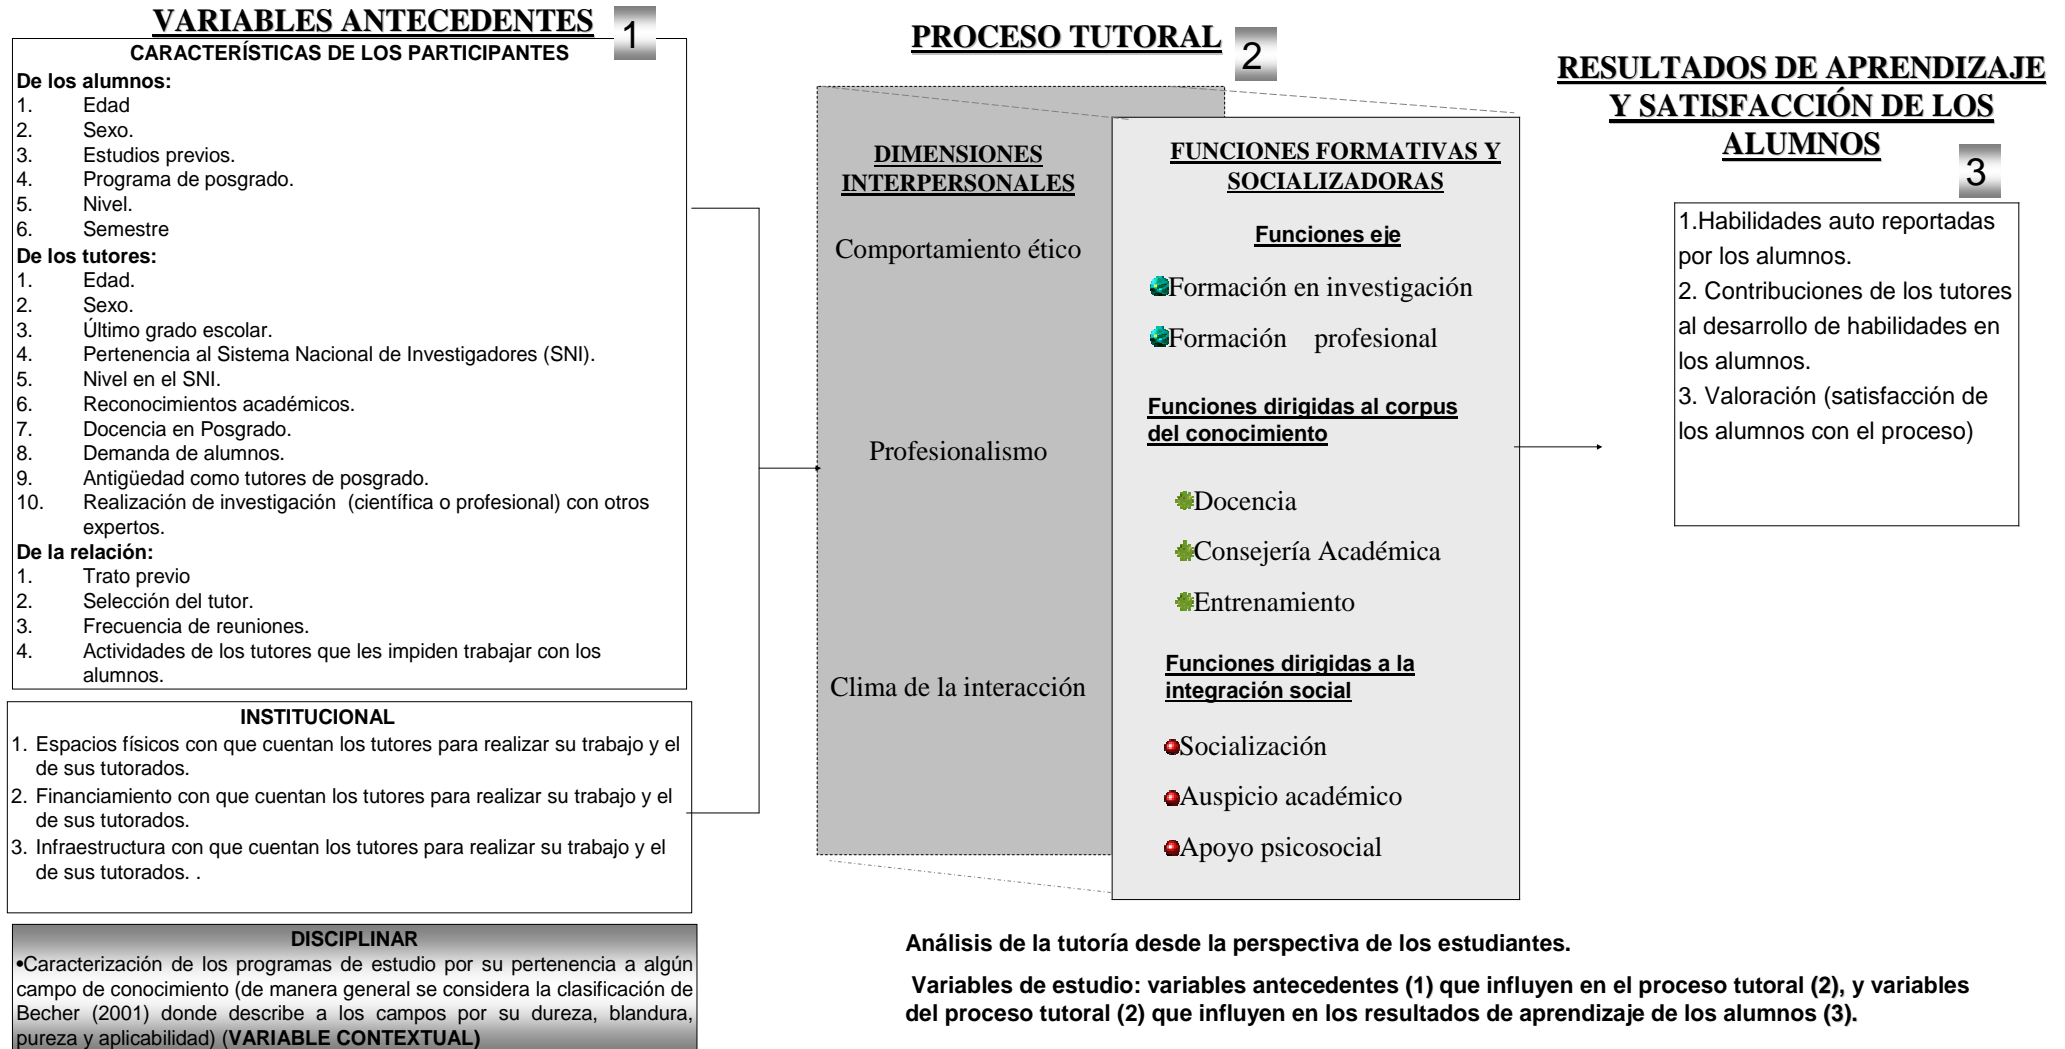 VARIABLES ANTECEDENTES
1
CARACTERÍSTICAS DE LOS PARTICIPANTES
De los alumnos:
1. Edad
2. Sexo.
3. Estudios previos.
4. Programa de posgrado.
5. Nivel.
6. Semestre
De los tutores:
1. Edad.
2. Sexo.
3. Último grado escolar.
4. Pertenencia al Sistema Nacional de Investigadores (SNI).
5. Nivel en el SNI.
6. Reconocimientos académicos.
7. Docencia en Posgrado.
8. Demanda de alumnos.
9. Antigüedad como tutores de posgrado.
10. Realización de investigación (científica o profesional) con otros
expertos.
De la relación:
1. Trato previo
2. Selección del tutor.
3. Frecuencia de reuniones.
4. Actividades de los tutores que les impiden trabajar con los
alumnos.
INSTITUCIONAL
1. Espacios físicos con que cuentan los tutores para realizar su trabajo y el
de sus tutorados.
2. Financiamiento con que cuentan los tutores para realizar su trabajo y el
de sus tutorados.
3. Infraestructura con que cuentan los tutores para realizar su trabajo y el
de sus tutorados. .
DISCIPLINAR
•Caracterización de los programas de estudio por su pertenencia a algún
campo de conocimiento (de manera general se considera la clasificación de
Becher (2001) donde describe a los campos por su dureza, blandura,
pureza y aplicabilidad) (VARIABLE CONTEXTUAL)
PROCESO TUTORAL
2
DIMENSIONES
INTERPERSONALES
Comportamiento ético
Profesionalismo
Clima de la interacción
FUNCIONES FORMATIVAS Y
SOCIALIZADORAS
Funciones eje
Formación en investigación
Formación profesional
Funciones dirigidas al corpus
del conocimiento
Docencia
Consejería Académica
Entrenamiento
Funciones dirigidas a la
integración social
Socialización
Auspicio académico
Apoyo psicosocial
RESULTADOS DE APRENDIZAJE
Y SATISFACCIÓN DE LOS
ALUMNOS
3
1.Habilidades auto reportadas
por los alumnos.
2. Contribuciones de los tutores
al desarrollo de habilidades en
los alumnos.
3. Valoración (satisfacción de
los alumnos con el proceso)
Análisis de la tutoría desde la perspectiva de los estudiantes.
Variables de estudio: variables antecedentes (1) que influyen en el proceso tutoral (2), y variables
del proceso tutoral (2) que influyen en los resultados de aprendizaje de los alumnos (3).